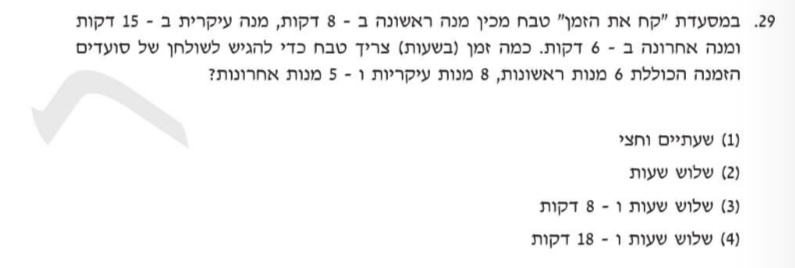 29. במסעדת "קח את הזמן" טבח מכין מנה ראשונה ב - 8 דקות, מנה עיקרית ב - 15 דקות
ומנה אחרונה ב - 6 דקות. כמה זמן (בשעות) צריך טבח כדי להגיש לשולחן של סועדים
הזמנה הכוללת 6 מנות ראשונות, 8 מנות עיקריות ו - 5 מנות אחרונות?
(1) שעתיים וחצי
(2) שלוש שעות
(3) שלוש שעות ו - 8 דקות
(4) שלוש שעות ו - 18 דקות